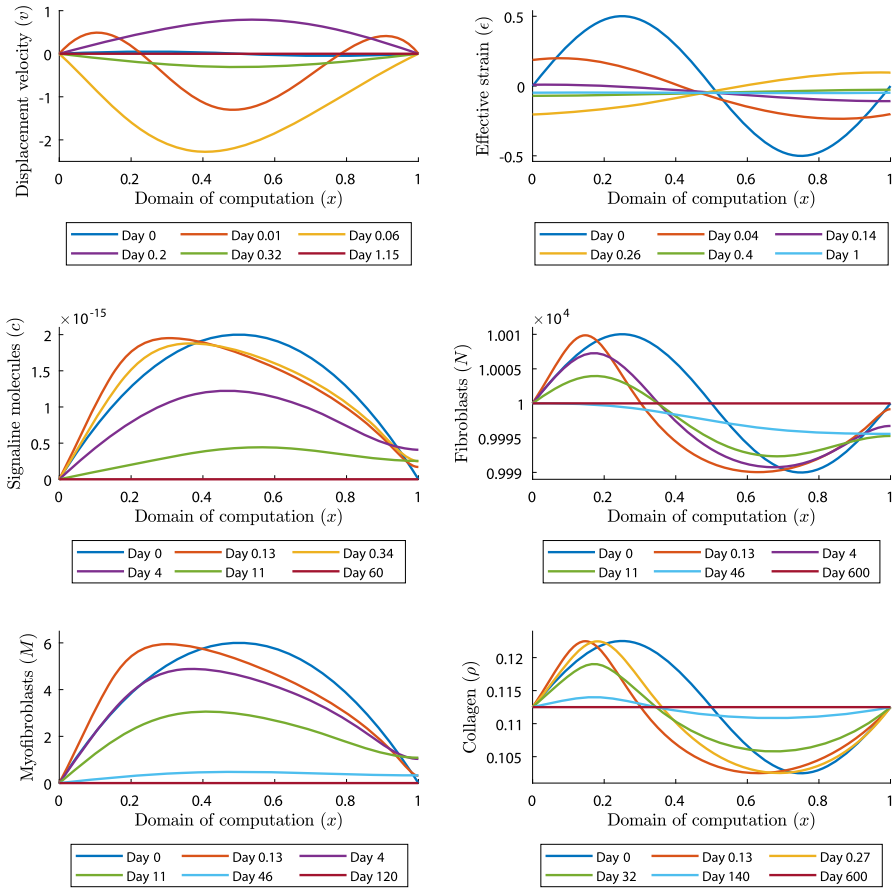 Displacement velocity (v)
1
0
-1
-2
0 0.2 0.4 0.6 0.8 1
Domain of computation (x)
Day 0 Day 0.01 Day 0.06
Day 0.2 Day 0.32 Day 1.15
Effective strain (ϵ)
0.5
0
-0.5
0 0.2 0.4 0.6 0.8 1
Domain of computation (x)
Day 0 Day 0.04 Day 0.14
Day 0.26 Day 0.4 Day 1
Signaline molecules (c)
×10-15
2
1.5
1
0.5
0
0 0.2 0.4 0.6 0.8 1
Domain of computation (x)
Day 0 Day 0.13 Day 0.34
Day 4 Day 11 Day 60
Fibroblasts (N)
×10⁴
1.001
1.0005
1
0.9995
0.999
0 0.2 0.4 0.6 0.8 1
Domain of computation (x)
Day 0 Day 0.13 Day 4
Day 11 Day 46 Day 600
Myofibroblasts (M)
6
4
2
0
0 0.2 0.4 0.6 0.8 1
Domain of computation (x)
Day 0 Day 0.13 Day 4
Day 11 Day 46 Day 120
Collagen (ρ)
0.12
0.115
0.11
0.105
0 0.2 0.4 0.6 0.8 1
Domain of computation (x)
Day 0 Day 0.13 Day 0.27
Day 32 Day 140 Day 600